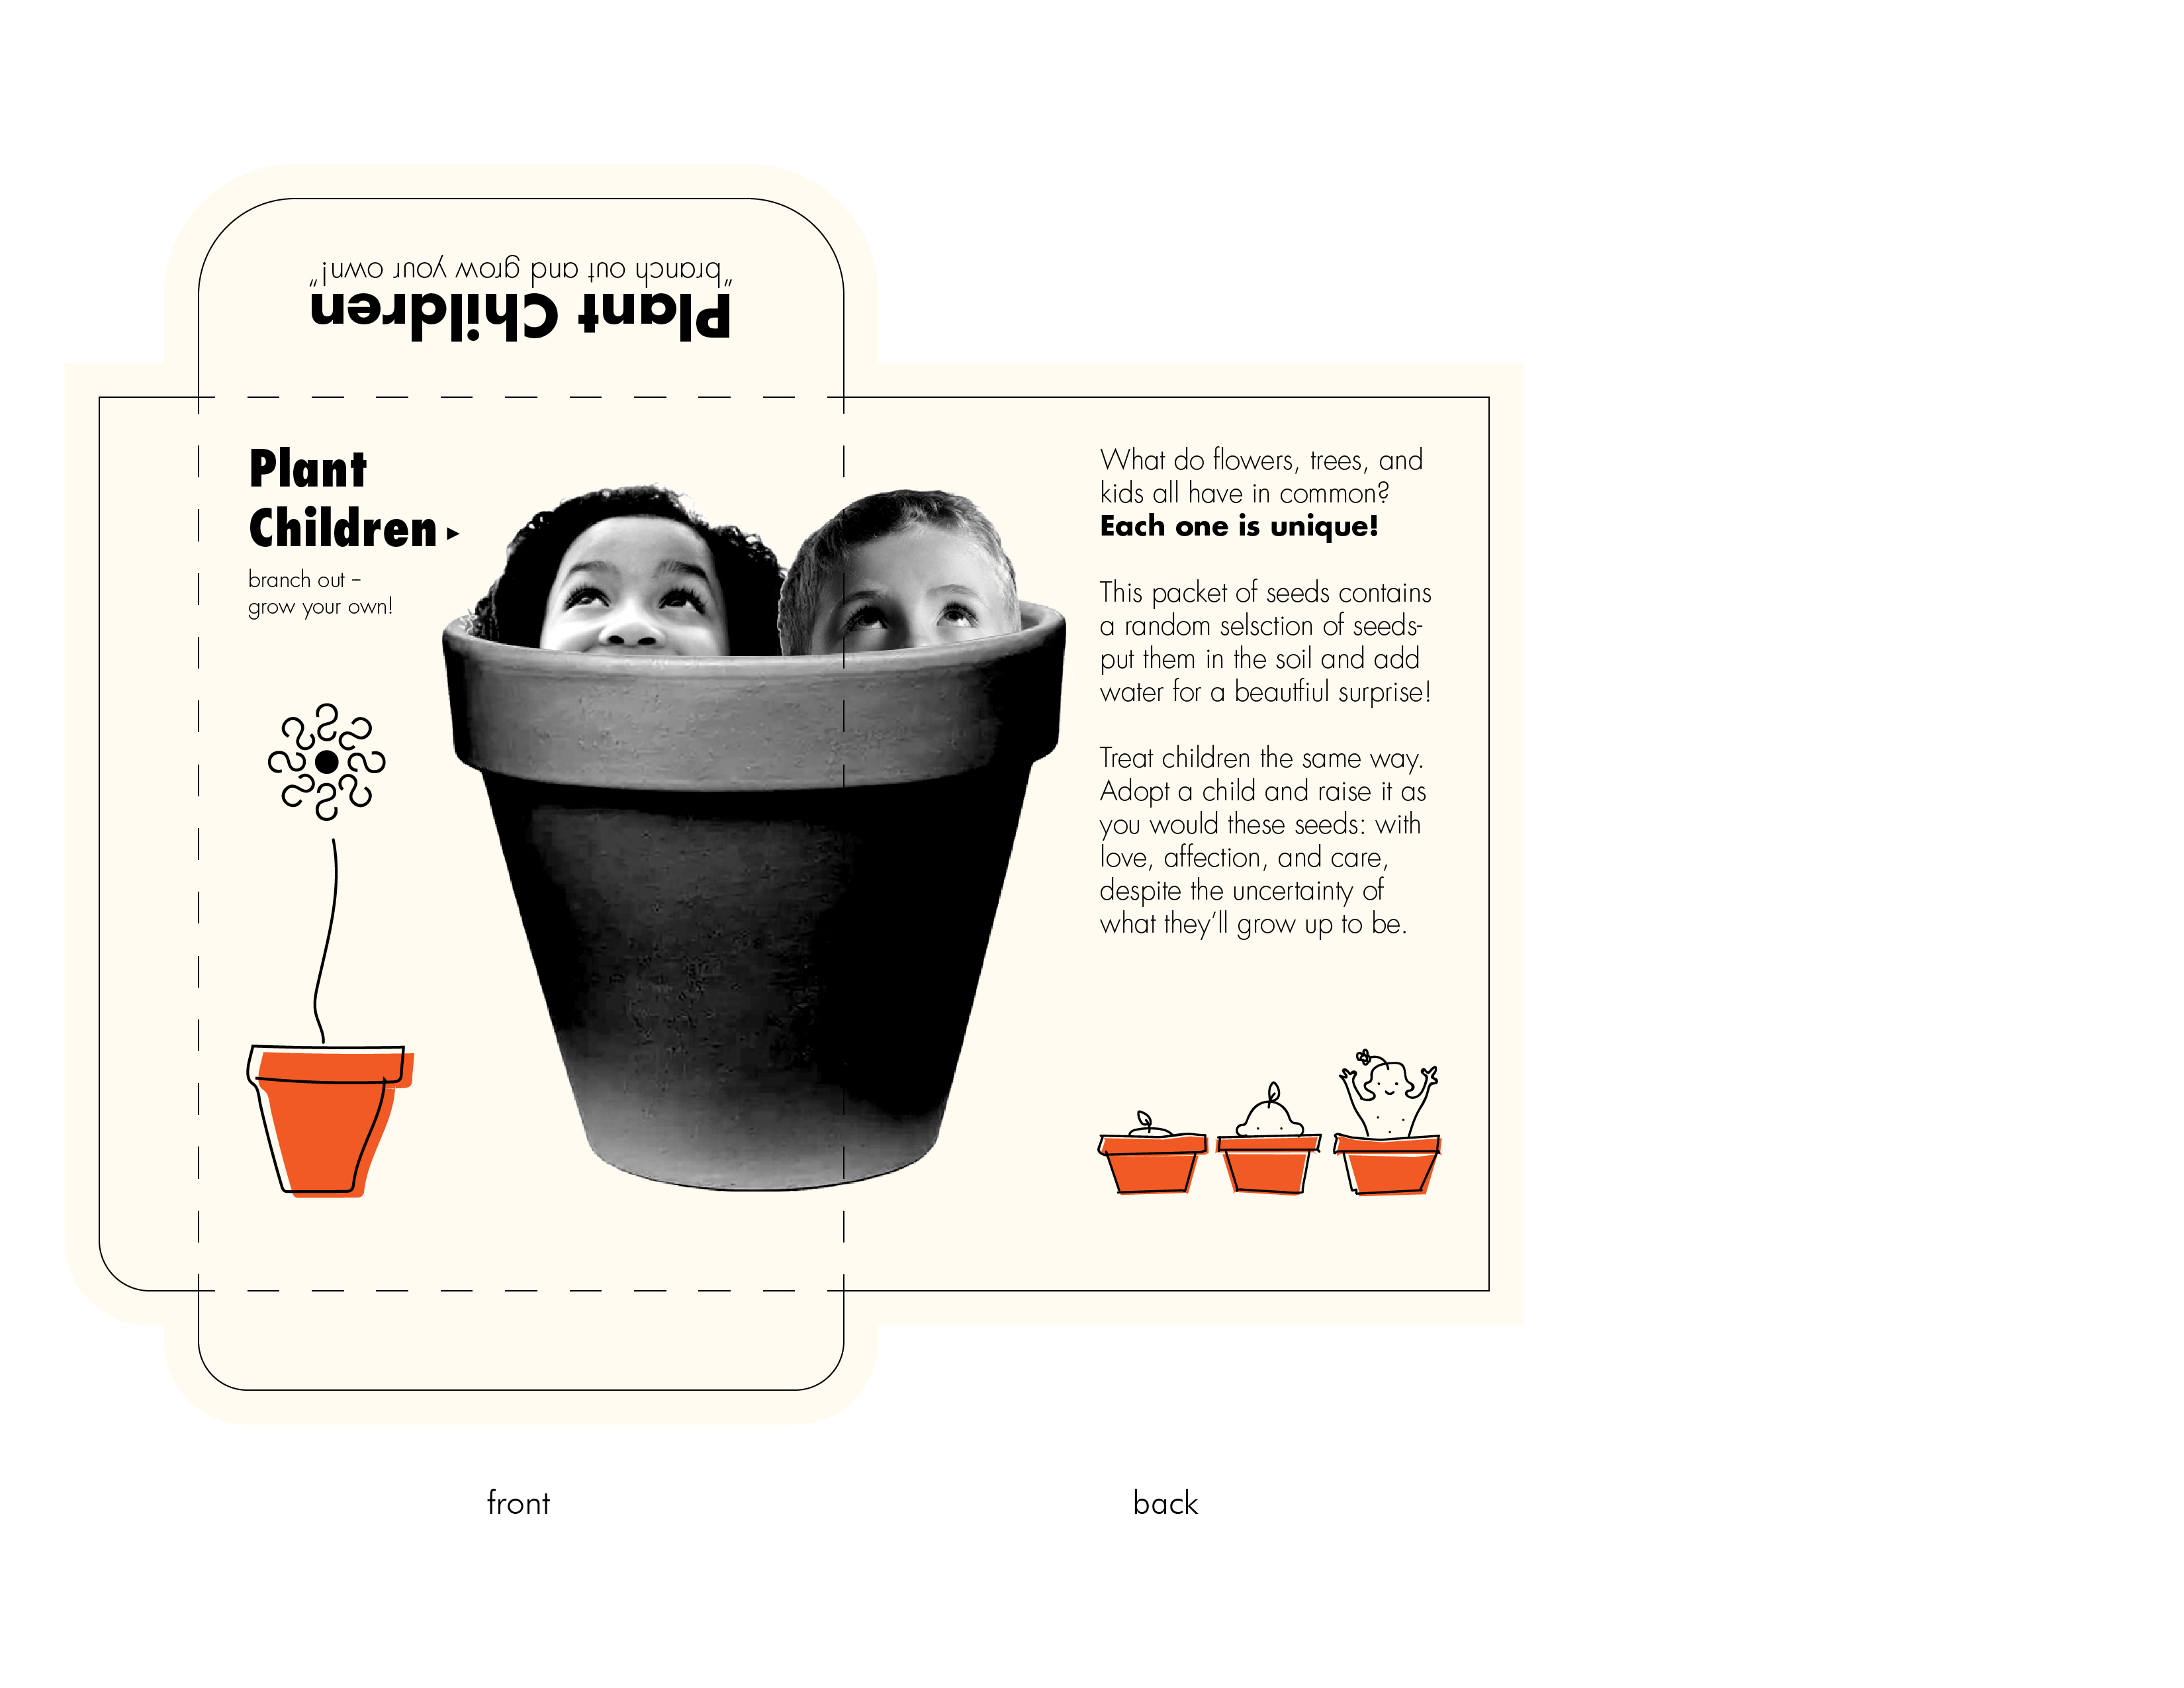 "branch out and grow your own!"
Plant Children
Plant
Children ▸
branch out –
grow your own!
What do flowers, trees, and
kids all have in common?
Each one is unique!
This packet of seeds contains
a random selsction of seeds-
put them in the soil and add
water for a beautfiul surprise!
Treat children the same way.
Adopt a child and raise it as
you would these seeds: with
love, affection, and care,
despite the uncertainty of
what they’ll grow up to be.
front
back